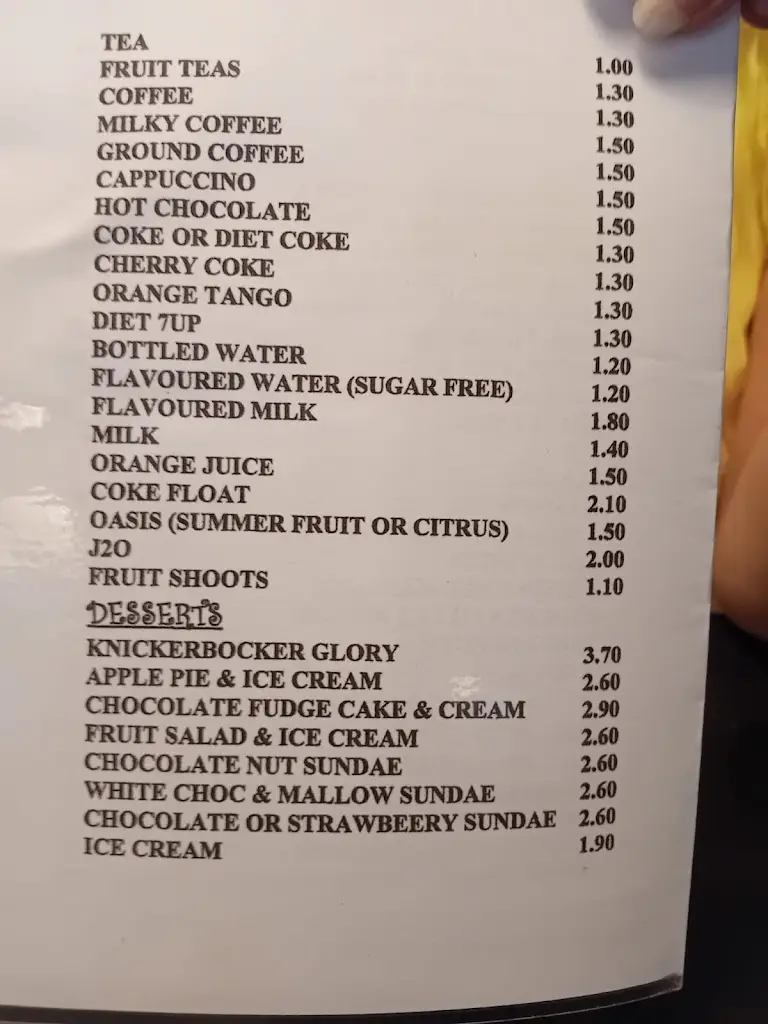 TEA 1.00
FRUIT TEAS 1.30
COFFEE 1.30
MILKY COFFEE 1.50
GROUND COFFEE 1.50
CAPPUCCINO 1.50
HOT CHOCOLATE 1.50
COKE OR DIET COKE 1.30
CHERRY COKE 1.30
ORANGE TANGO 1.30
DIET 7UP 1.30
BOTTLED WATER 1.20
FLAVOURED WATER (SUGAR FREE) 1.20
FLAVOURED MILK 1.80
MILK 1.40
ORANGE JUICE 1.50
COKE FLOAT 2.10
OASIS (SUMMER FRUIT OR CITRUS) 1.50
J2O 2.00
FRUIT SHOOTS 1.10
DESSERTS
KNICKERBOCKER GLORY 3.70
APPLE PIE & ICE CREAM 2.60
CHOCOLATE FUDGE CAKE & CREAM 2.90
FRUIT SALAD & ICE CREAM 2.60
CHOCOLATE NUT SUNDAE 2.60
WHITE CHOC & MALLOW SUNDAE 2.60
CHOCOLATE OR STRAWBEERY SUNDAE 2.60
ICE CREAM 1.90